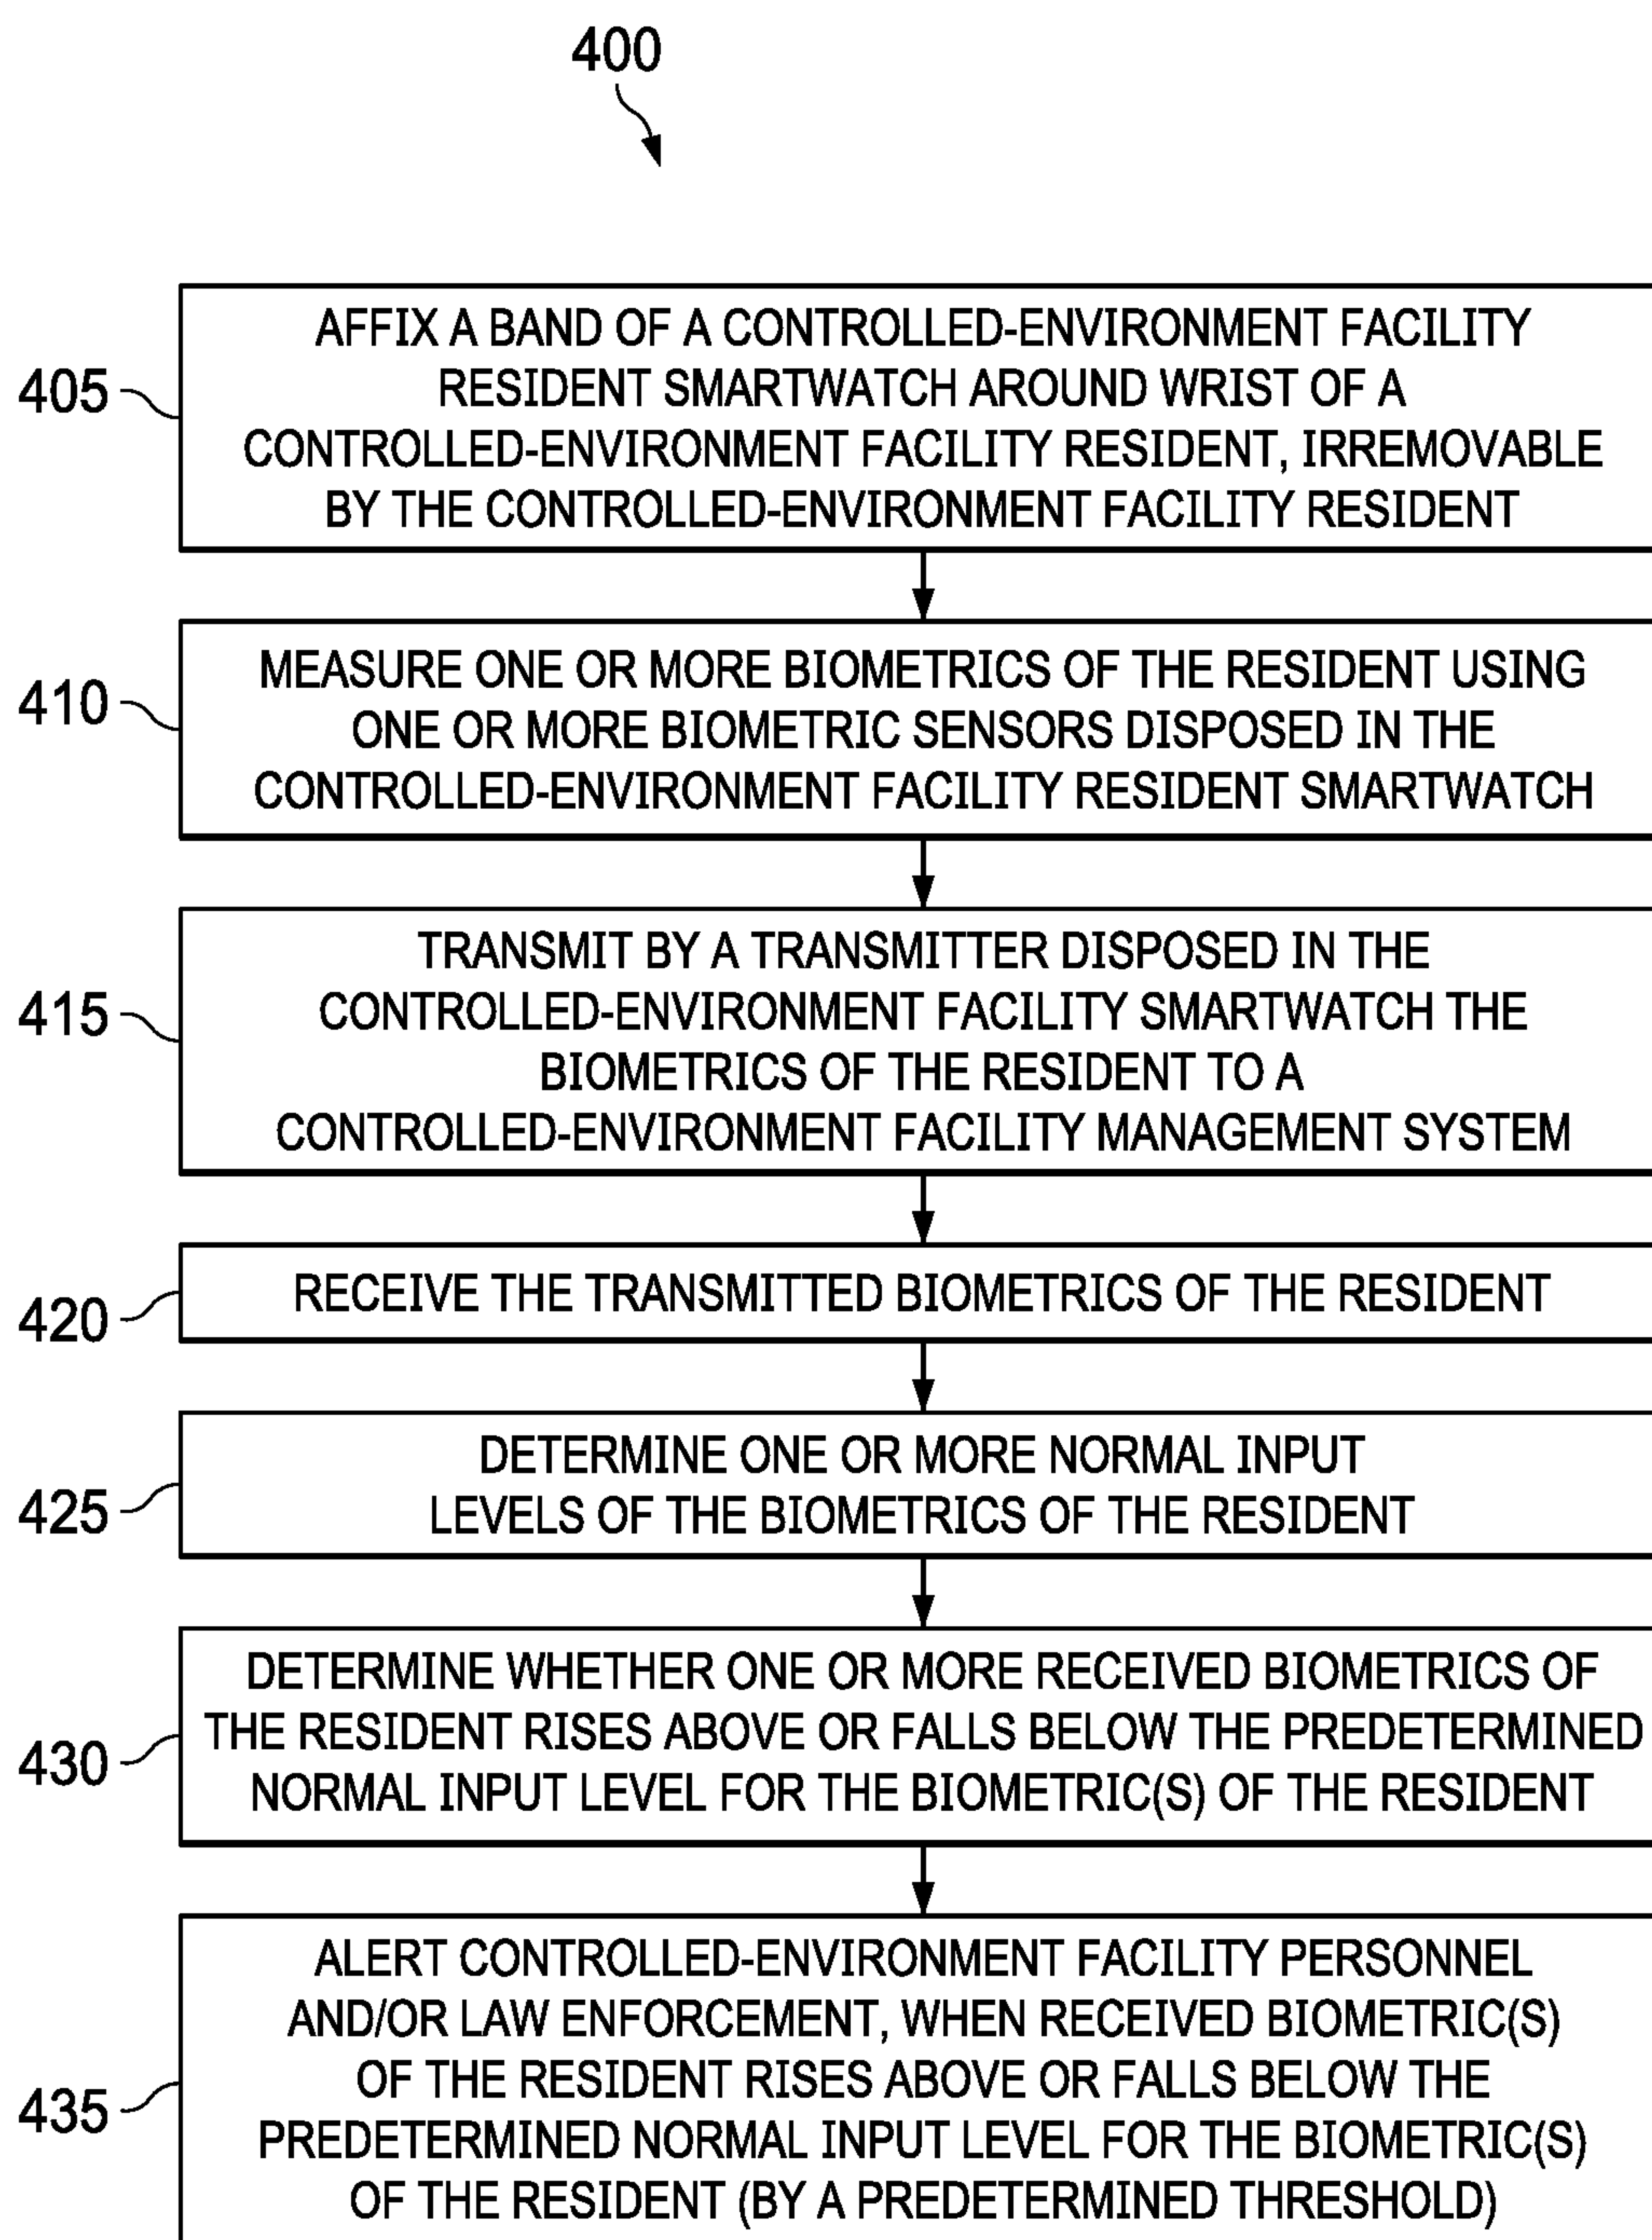 400
405
AFFIX A BAND OF A CONTROLLED-ENVIRONMENT FACILITY
RESIDENT SMARTWATCH AROUND WRIST OF A
CONTROLLED-ENVIRONMENT FACILITY RESIDENT, IRREMOVABLE
BY THE CONTROLLED-ENVIRONMENT FACILITY RESIDENT
410
MEASURE ONE OR MORE BIOMETRICS OF THE RESIDENT USING
ONE OR MORE BIOMETRIC SENSORS DISPOSED IN THE
CONTROLLED-ENVIRONMENT FACILITY RESIDENT SMARTWATCH
415
TRANSMIT BY A TRANSMITTER DISPOSED IN THE
CONTROLLED-ENVIRONMENT FACILITY SMARTWATCH THE
BIOMETRICS OF THE RESIDENT TO A
CONTROLLED-ENVIRONMENT FACILITY MANAGEMENT SYSTEM
420
RECEIVE THE TRANSMITTED BIOMETRICS OF THE RESIDENT
425
DETERMINE ONE OR MORE NORMAL INPUT
LEVELS OF THE BIOMETRICS OF THE RESIDENT
430
DETERMINE WHETHER ONE OR MORE RECEIVED BIOMETRICS OF
THE RESIDENT RISES ABOVE OR FALLS BELOW THE PREDETERMINED
NORMAL INPUT LEVEL FOR THE BIOMETRIC(S) OF THE RESIDENT
435
ALERT CONTROLLED-ENVIRONMENT FACILITY PERSONNEL
AND/OR LAW ENFORCEMENT, WHEN RECEIVED BIOMETRIC(S)
OF THE RESIDENT RISES ABOVE OR FALLS BELOW THE
PREDETERMINED NORMAL INPUT LEVEL FOR THE BIOMETRIC(S)
OF THE RESIDENT (BY A PREDETERMINED THRESHOLD)